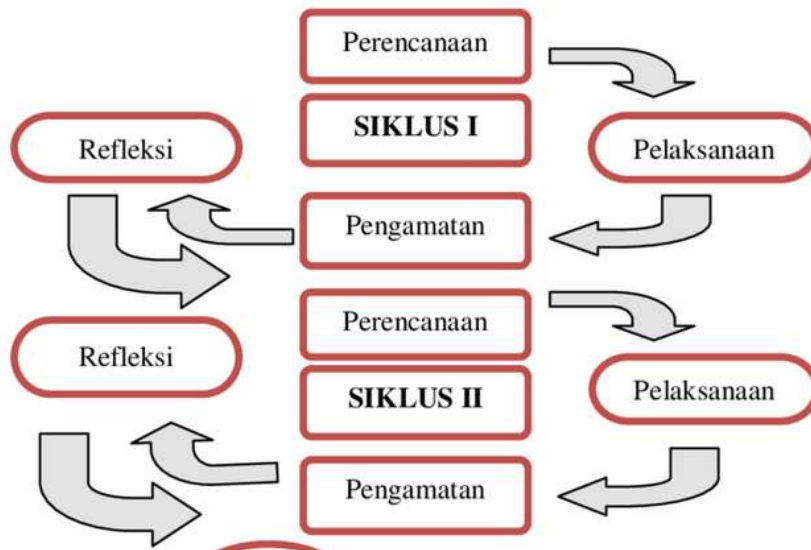 Perencanaan
SIKLUS I
Refleksi
Pelaksanaan
Pengamatan
Perencanaan
Refleksi
SIKLUS II
Pelaksanaan
Pengamatan